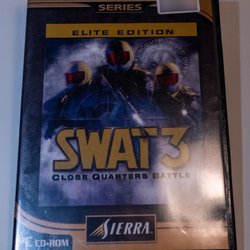 SERIES
ELITE EDITION
SWAT 3
CLOSE QUARTERS BATTLE
CD-ROM
SIERRA